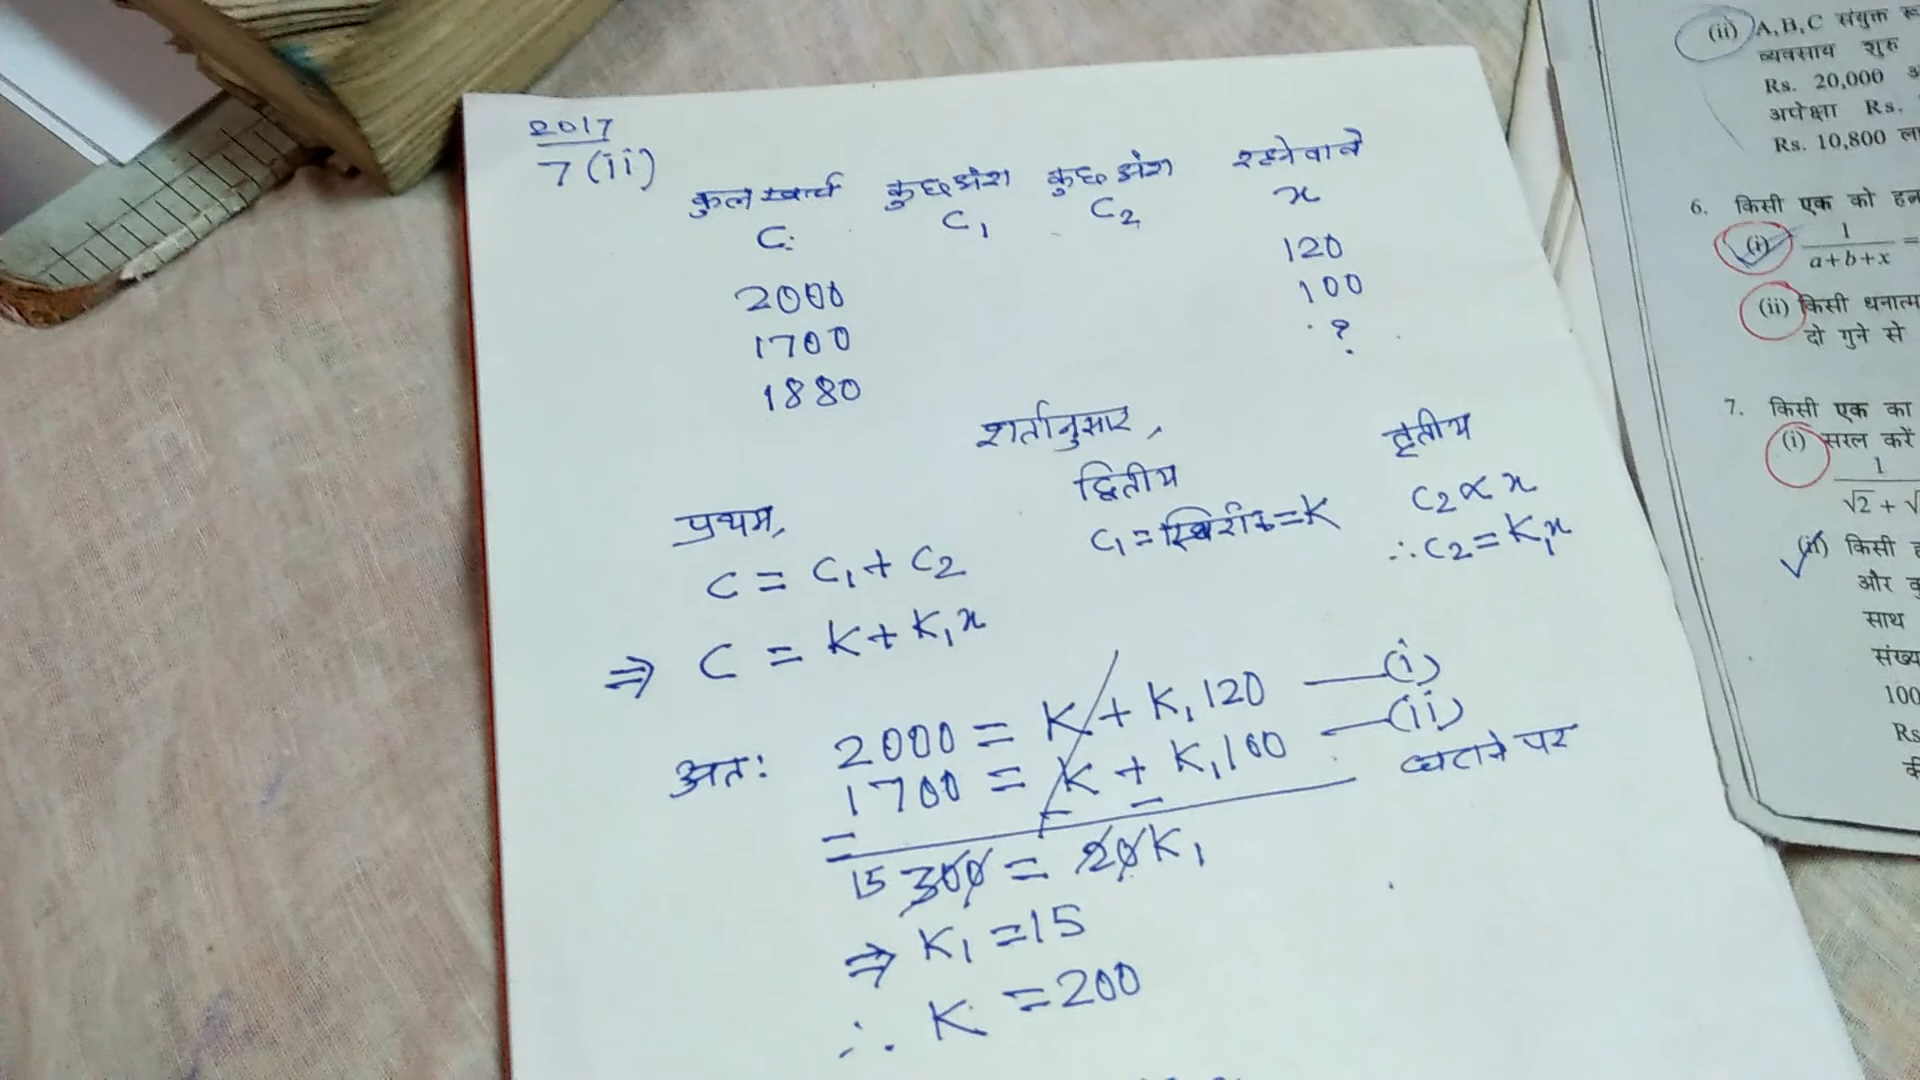 2017
7 (ii)
कुल खर्च कुछ अंश कुछ अंश रहनेवाले
C C₁ C₂ x
2000 120
1700 100
1880 ?
शर्तानुसार,
प्रथम, द्वितीय तृतीय
C = C₁ + C₂ C₁ = स्थिरांक = K C₂ ∝ x
⇒ C = K + K₁x ∴ C₂ = K₁x
अतः 2000 = K + K₁120 —(i)
1700 = K + K₁100 —(ii)
- - - घटाने पर
15 300 = 20K₁
⇒ K₁ = 15
∴ K = 200
(ii) A, B, C संयुक्त
व्यवसाय शुरु
Rs. 20,000
अपेक्षा Rs.
Rs. 10,800
6. किसी एक को
(i) 1/a+b+x =
(ii) किसी
दो गुने से
7. किसी एक का
(i) सरल करें
1/√2 + √
(ii) किसी
और
साथ
100
Rs